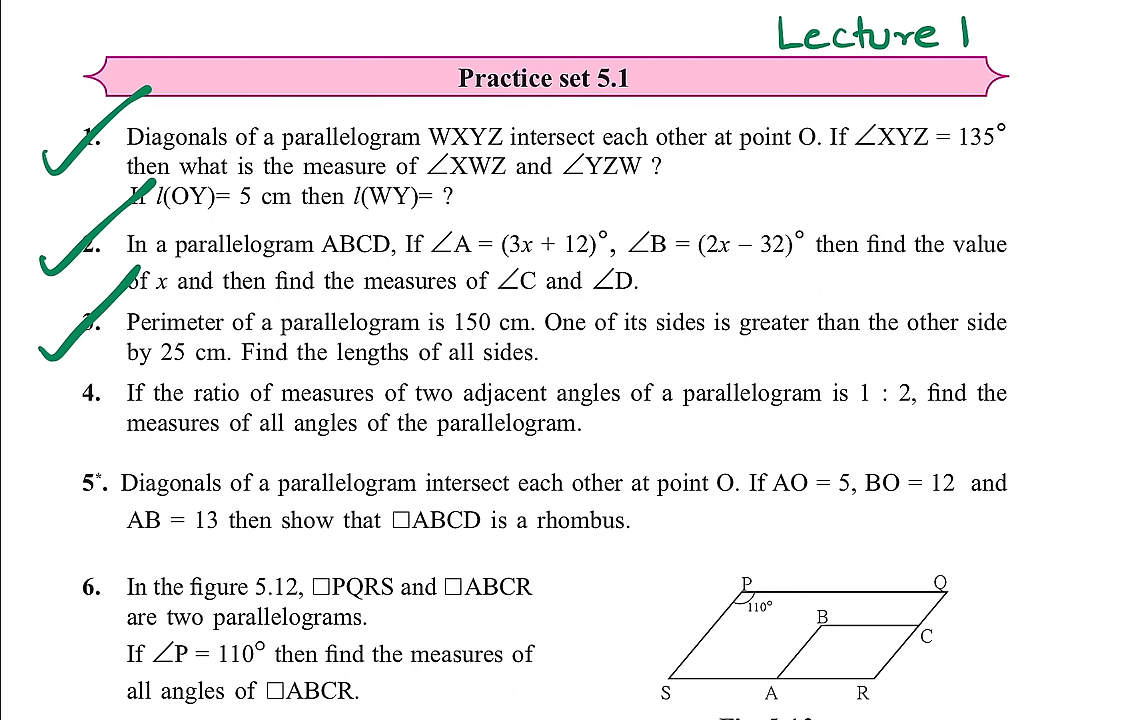 Lecture 1
Practice set 5.1
1. Diagonals of a parallelogram WXYZ intersect each other at point O. If ∠XYZ = 135°
then what is the measure of ∠XWZ and ∠YZW ?
If l(OY)= 5 cm then l(WY)= ?
2. In a parallelogram ABCD, If ∠A = (3x + 12)°, ∠B = (2x – 32)° then find the value
of x and then find the measures of ∠C and ∠D.
3. Perimeter of a parallelogram is 150 cm. One of its sides is greater than the other side
by 25 cm. Find the lengths of all sides.
4. If the ratio of measures of two adjacent angles of a parallelogram is 1 : 2, find the
measures of all angles of the parallelogram.
5*. Diagonals of a parallelogram intersect each other at point O. If AO = 5, BO = 12 and
AB = 13 then show that □ABCD is a rhombus.
6. In the figure 5.12, □PQRS and □ABCR
are two parallelograms.
If ∠P = 110° then find the measures of
all angles of □ABCR.
P Q
110°
B
C
S A R